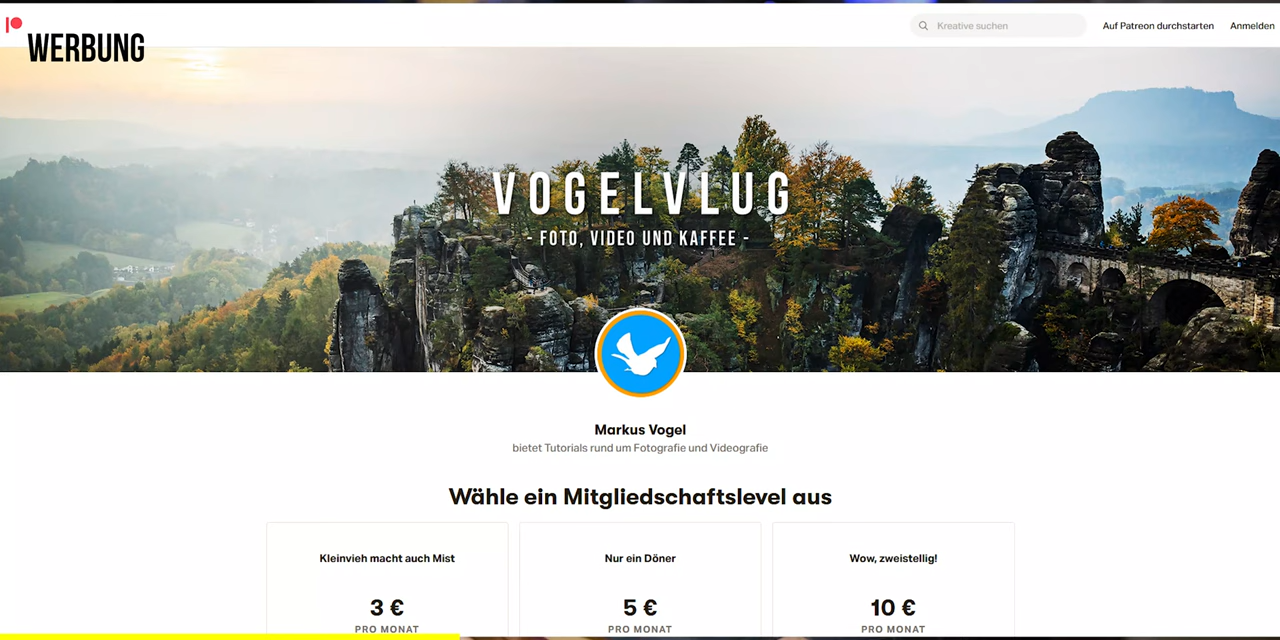 WERBUNG
Kreative suchen
Auf Patreon durchstarten
Anmelden
VOGELVLUG
- FOTO, VIDEO UND KAFFEE -
Markus Vogel
bietet Tutorials rund um Fotografie und Videografie
Wähle ein Mitgliedschaftslevel aus
Kleinvieh macht auch Mist
Nur ein Döner
Wow, zweistellig!
3 €
5 €
10 €
PRO MONAT
PRO MONAT
PRO MONAT